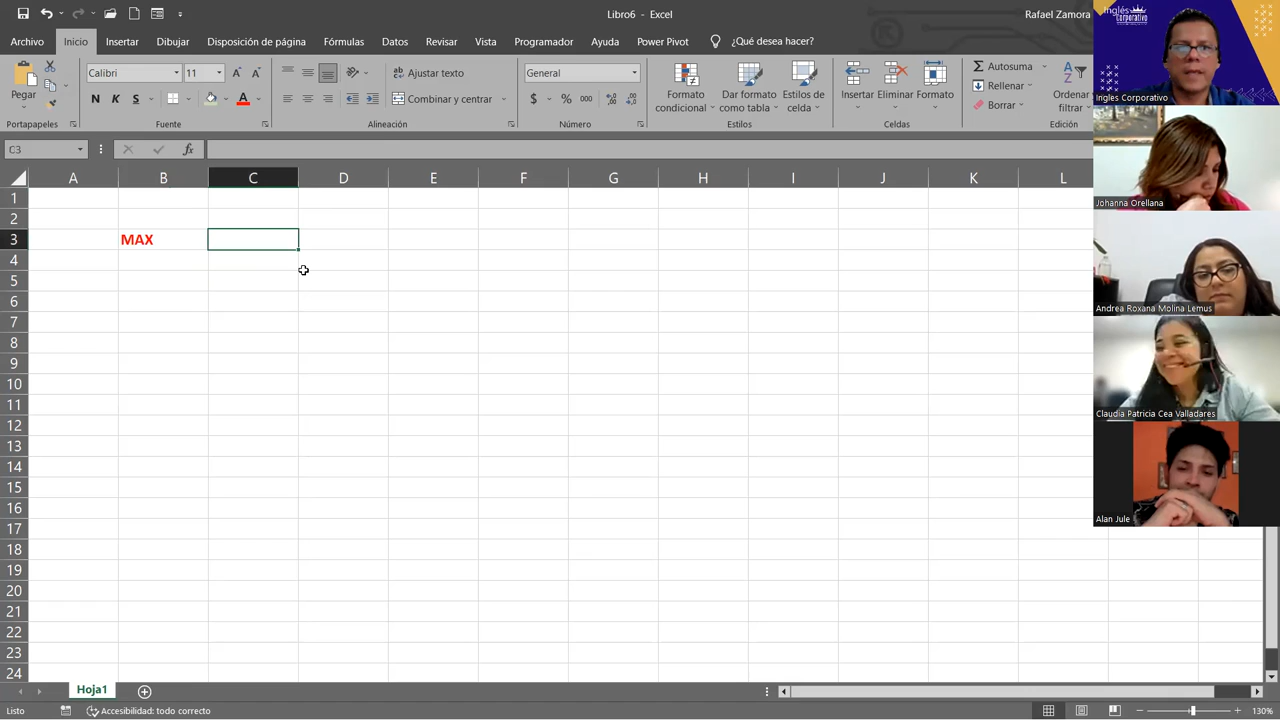 Libro6 - Excel
Rafael Zamora
Archivo Inicio Insertar Dibujar Disposición de página Fórmulas Datos Revisar Vista Programador Ayuda Power Pivot ¿Qué desea hacer?
Pegar
Calibri 11
N K S
Ajustar texto
Combinar y centrar
General
$ % 000
Formato condicional
Dar formato como tabla
Estilos de celda
Insertar Eliminar Formato
Autosuma
Rellenar
Borrar
Ordenar filtrar
Portapapeles Fuente Alineación Número Estilos Celdas Edición
C3 fx
A B C D E F G H I J K L
1
2
3 MAX
4
5
6
7
8
9
10
11
12
13
14
15
16
17
18
19
20
21
22
23
24
Hoja1
Listo Accesibilidad: todo correcto 130%
Inglés Corporativo
Ingles Corporativo
Johanna Orellana
Andrea Roxana Molina Lemus
Claudia Patricia Cea Valladares
Alan Jule